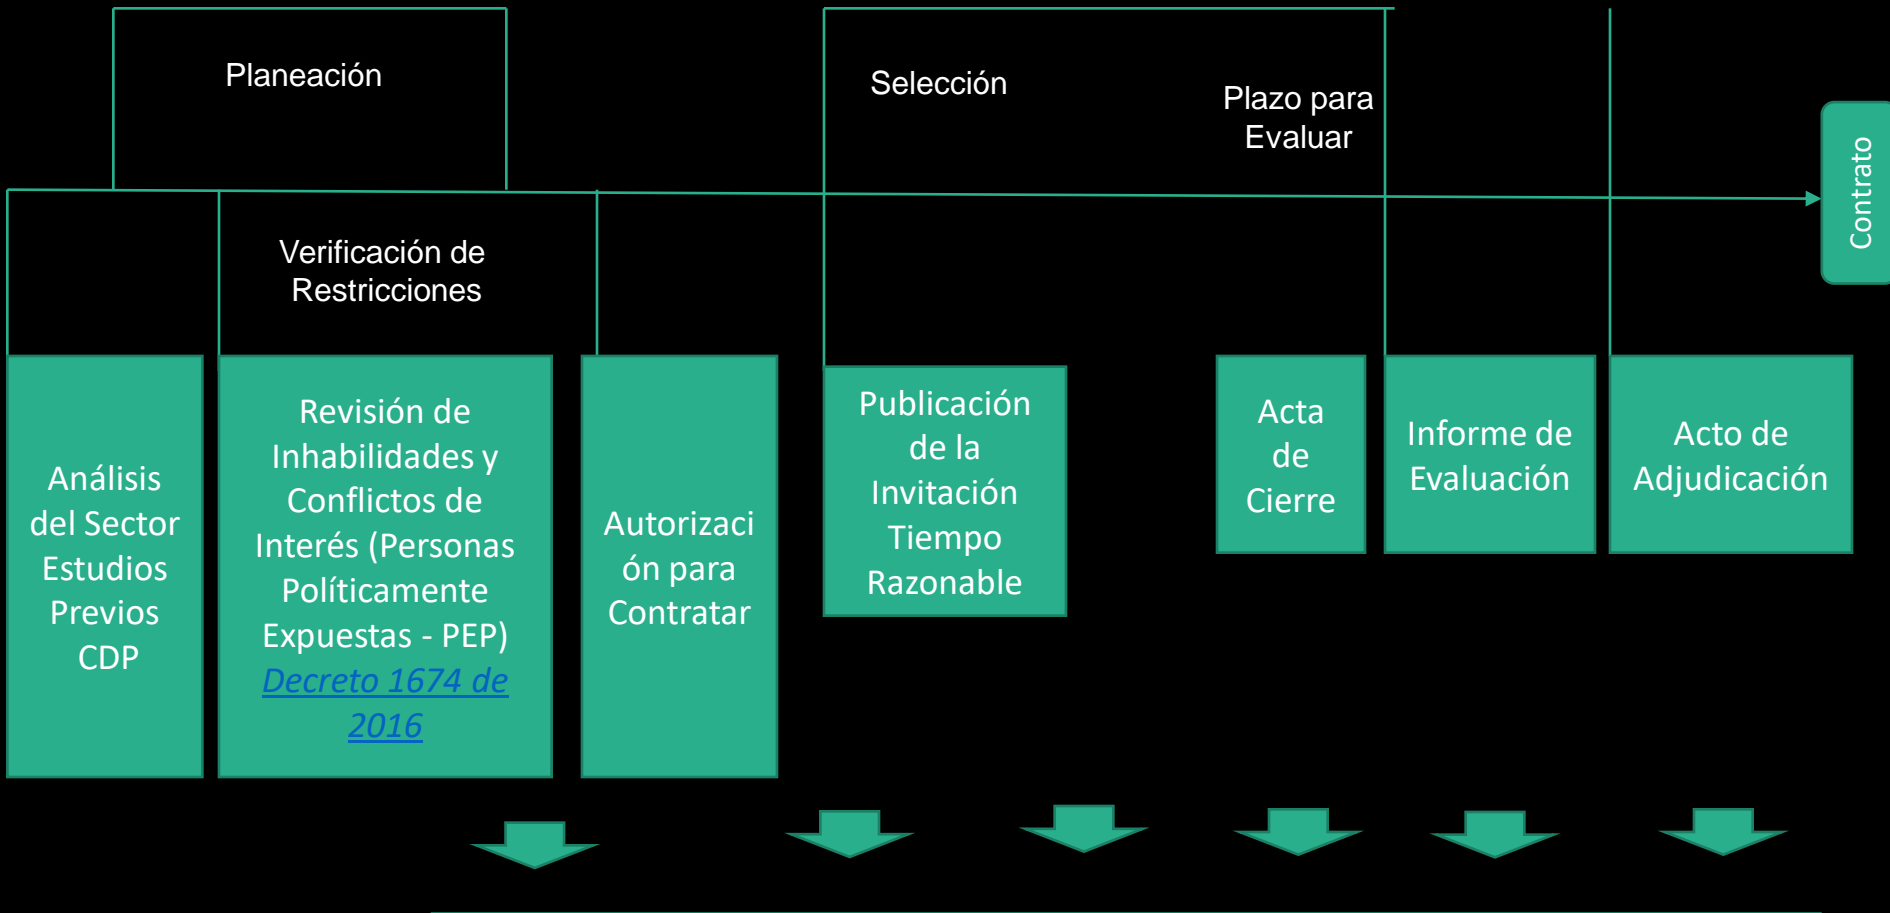 Planeación
Selección
Plazo para
Evaluar
Contrato
Verificación de
Restricciones
Análisis
del Sector
Estudios
Previos
CDP
Revisión de
Inhabilidades y
Conflictos de
Interés (Personas
Políticamente
Expuestas - PEP)
Decreto 1674 de
2016
Autorizaci
ón para
Contratar
Publicación
de la
Invitación
Tiempo
Razonable
Acta
de
Cierre
Informe de
Evaluación
Acto de
Adjudicación